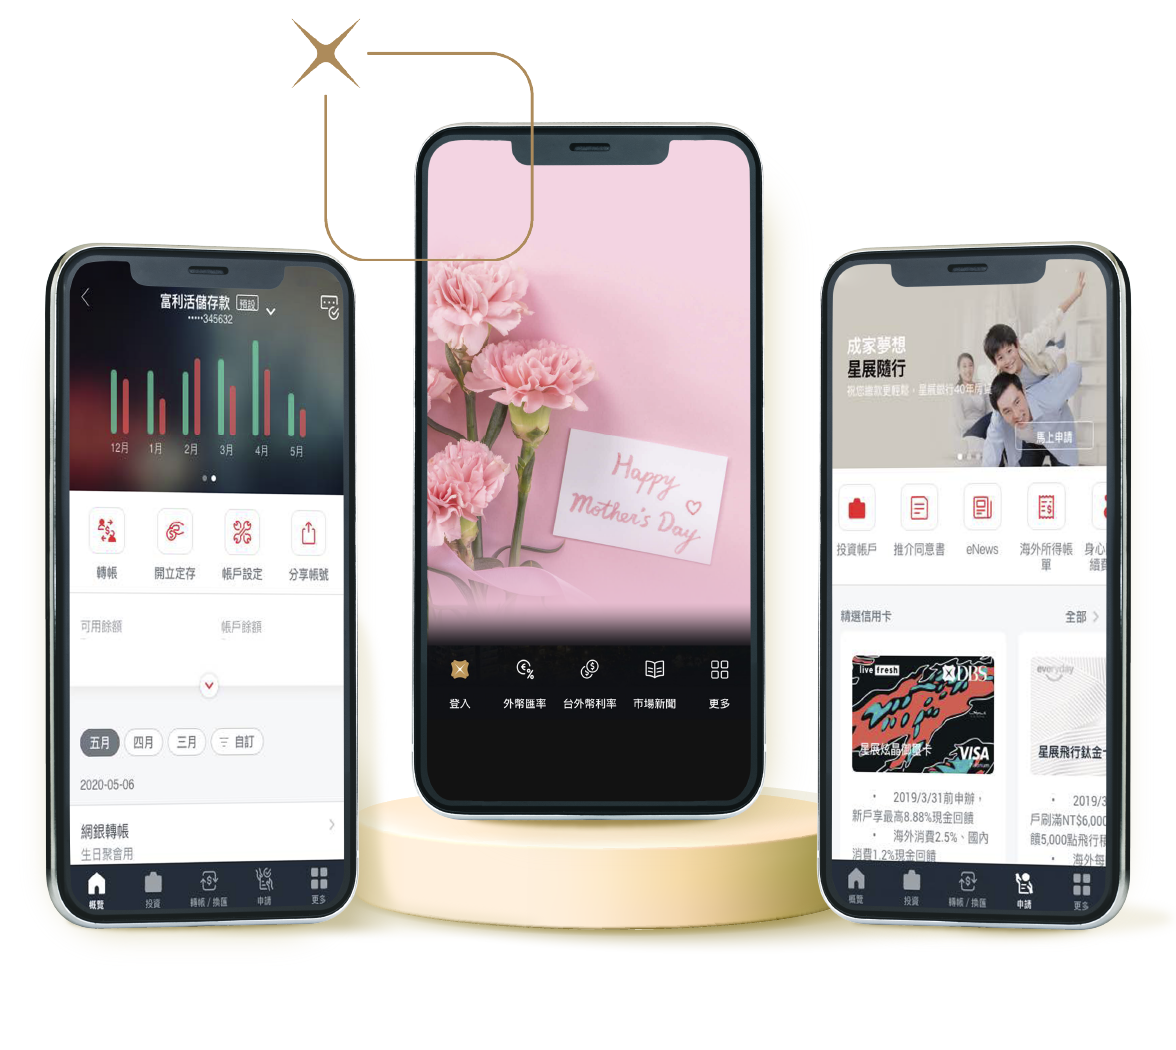 富利活儲存款 預設
•••••345632
12月 1月 2月 3月 4月 5月
轉帳 開立定存 帳戶設定 分享帳號
可用餘額 帳戶餘額
五月 四月 三月 自訂
2020-05-06
網銀轉帳
生日聚會用
概覽 投資 轉帳 / 換匯 申請 更多
Happy
Mother's Day
登入 外幣匯率 台外幣利率 市場新聞 更多
成家夢想
星展隨行
祝您繳款更輕鬆，星展銀行40年房貸
馬上申請
投資帳戶 推介同意書 eNews 海外所得帳單 身心
續費
精選信用卡 全部
live fresh DBS
星展炫晶御璽卡 VISA
Platinum
• 2019/3/31前申辦，
新戶享最高8.88%現金回饋
• 海外消費2.5%、國內
消費1.2%現金回饋
everyday
星展飛行鈦金卡
• 2019/3
戶刷滿NT$6,000
饋5,000點飛行積
• 海外每
概覽 投資 轉帳 / 換匯 申請 更多